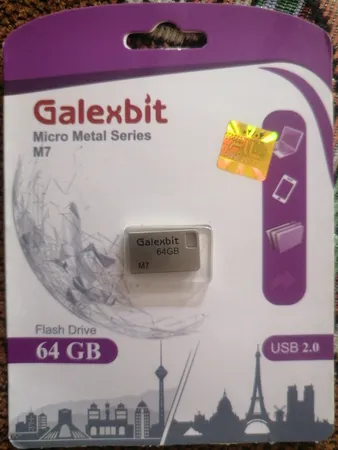 Galexbit
Micro Metal Series
M7
Galexbit
64GB
M7
Flash Drive
64 GB
USB 2.0